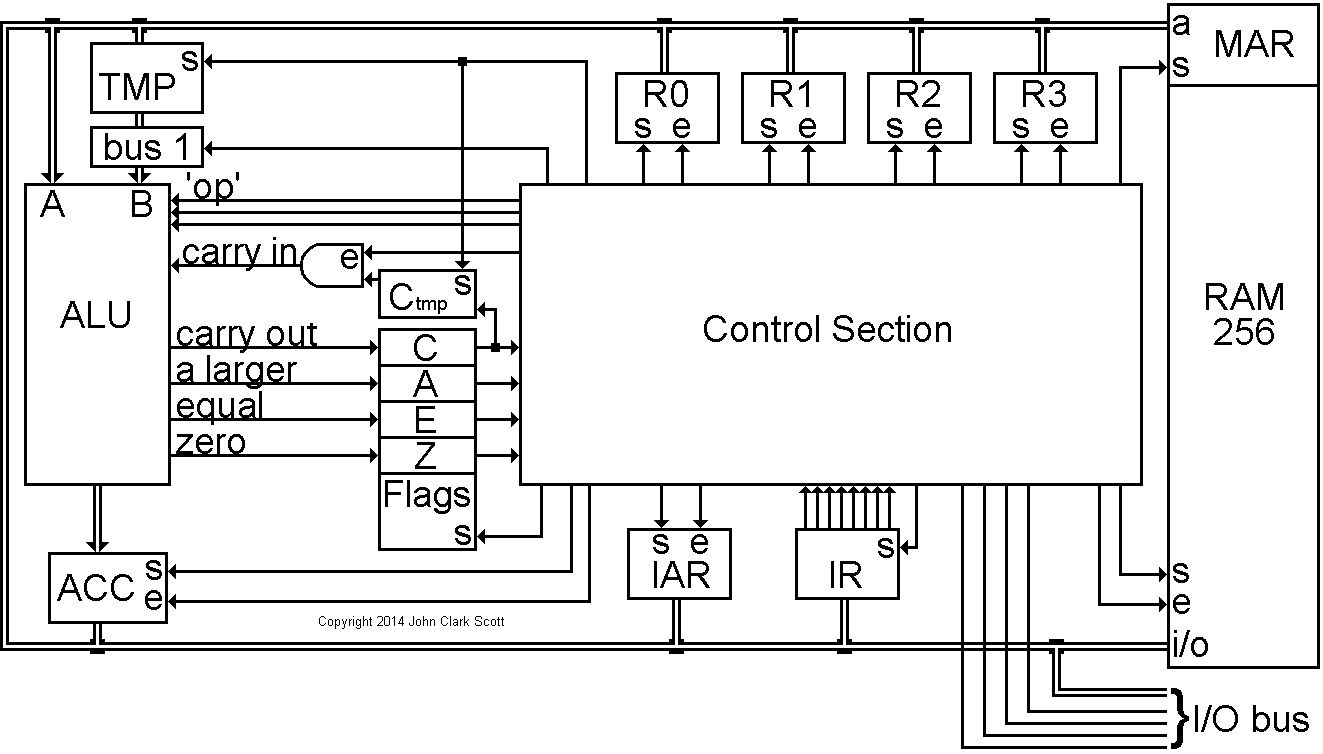 a
MAR
s
TMP s
R0
s e
R1
s e
R2
s e
R3
s e
bus 1
'op'
A B
carry in
e
s
Ctmp
ALU
Control Section
RAM
256
carry out
C
a larger
A
equal
E
zero
Z
Flags
s
s e
IAR
s
IR
ACC
s
e
s
e
Copyright 2014 John Clark Scott
i/o
}I/O bus